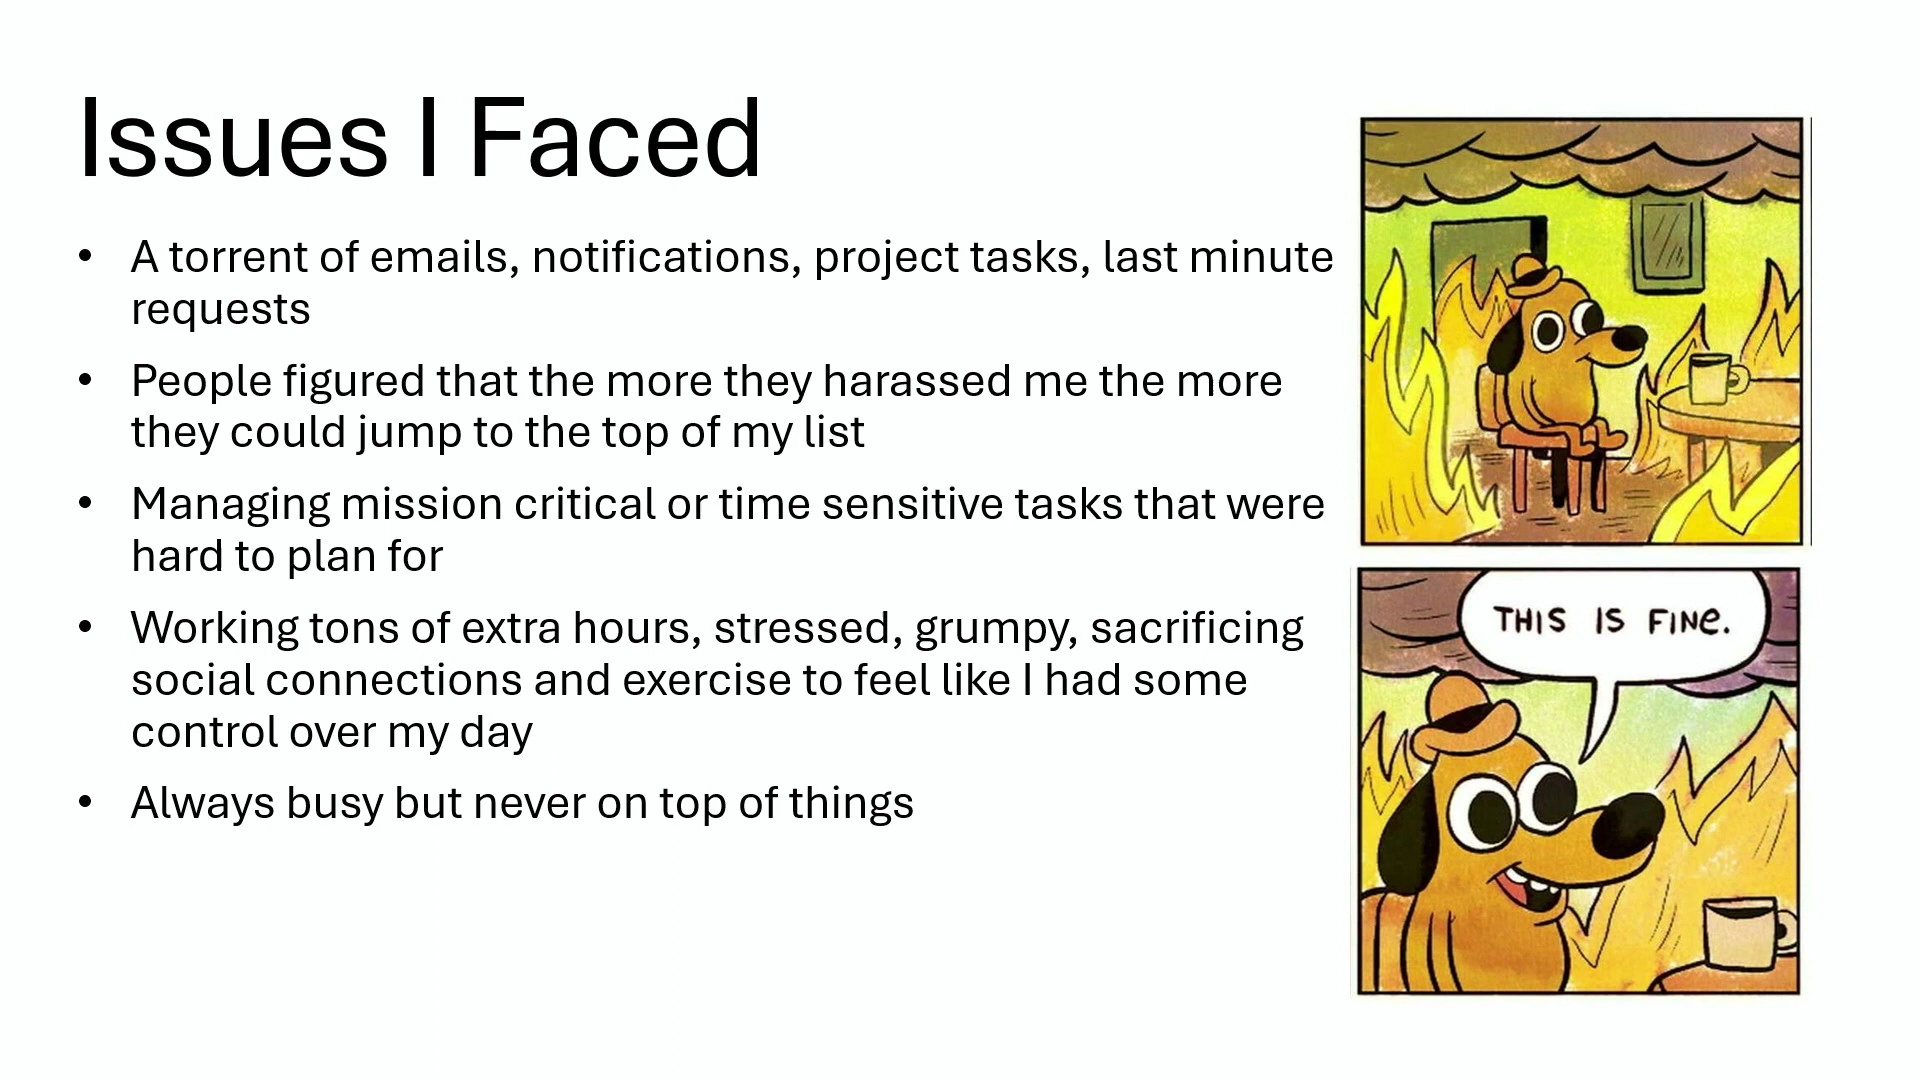 Issues I Faced
• A torrent of emails, notifications, project tasks, last minute
requests
• People figured that the more they harassed me the more
they could jump to the top of my list
• Managing mission critical or time sensitive tasks that were
hard to plan for
• Working tons of extra hours, stressed, grumpy, sacrificing
social connections and exercise to feel like I had some
control over my day
• Always busy but never on top of things
THIS IS FINE.